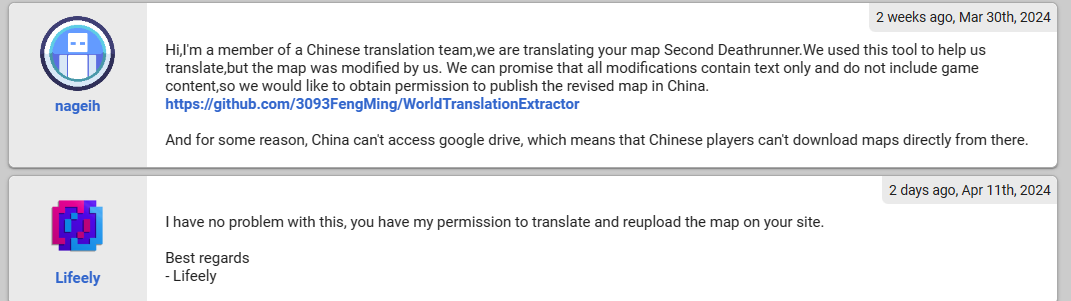 2 weeks ago, Mar 30th, 2024
nageih
Hi,I'm a member of a Chinese translation team,we are translating your map Second Deathrunner.We used this tool to help us
translate,but the map was modified by us. We can promise that all modifications contain text only and do not include game
content,so we would like to obtain permission to publish the revised map in China.
https://github.com/3093FengMing/WorldTranslationExtractor
And for some reason, China can't access google drive, which means that Chinese players can't download maps directly from there.
2 days ago, Apr 11th, 2024
Lifeely
I have no problem with this, you have my permission to translate and reupload the map on your site.
Best regards
- Lifeely